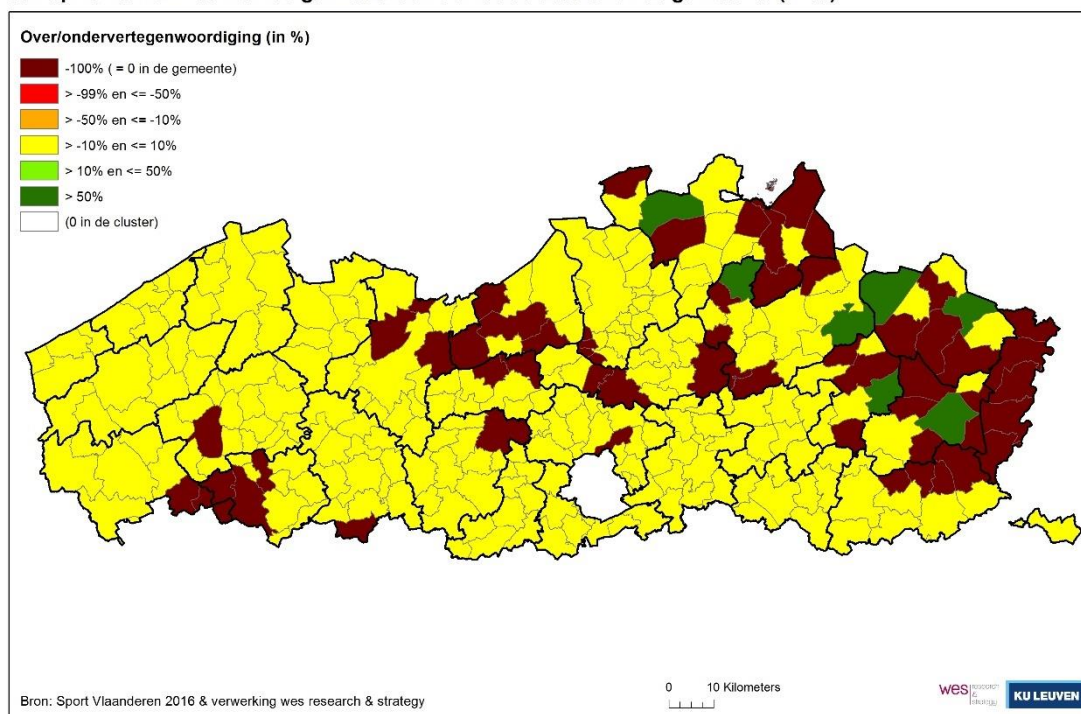 Over/ondervertegenwoordiging (in %)
-100% ( = 0 in de gemeente)
> -99% en <= -50%
> -50% en <= -10%
> -10% en <= 10%
> 10% en <= 50%
> 50%
(0 in de cluster)
Bron: Sport Vlaanderen 2016 & verwerking wes research & strategy
0 10 Kilometers
wes research & strategy
KU LEUVEN